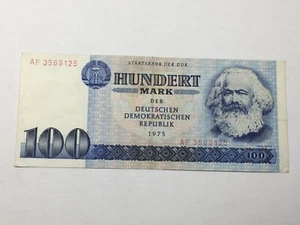 STAATSBANK DER DDR
AF 3569125
HUNDERT
MARK
DER
DEUTSCHEN
DEMOKRATISCHEN
REPUBLIK
1975
AF 3569125
100
100